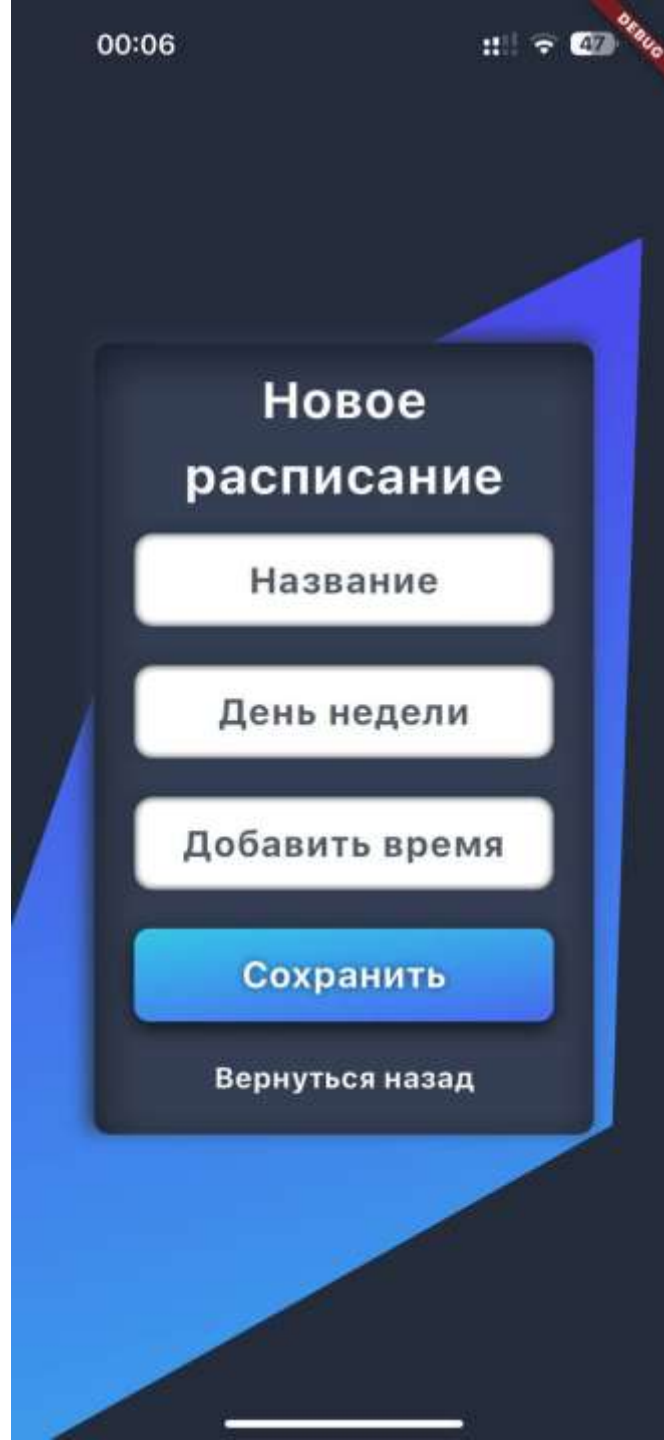 00:06
47
DEBUG
Новое
расписание
Название
День недели
Добавить время
Сохранить
Вернуться назад